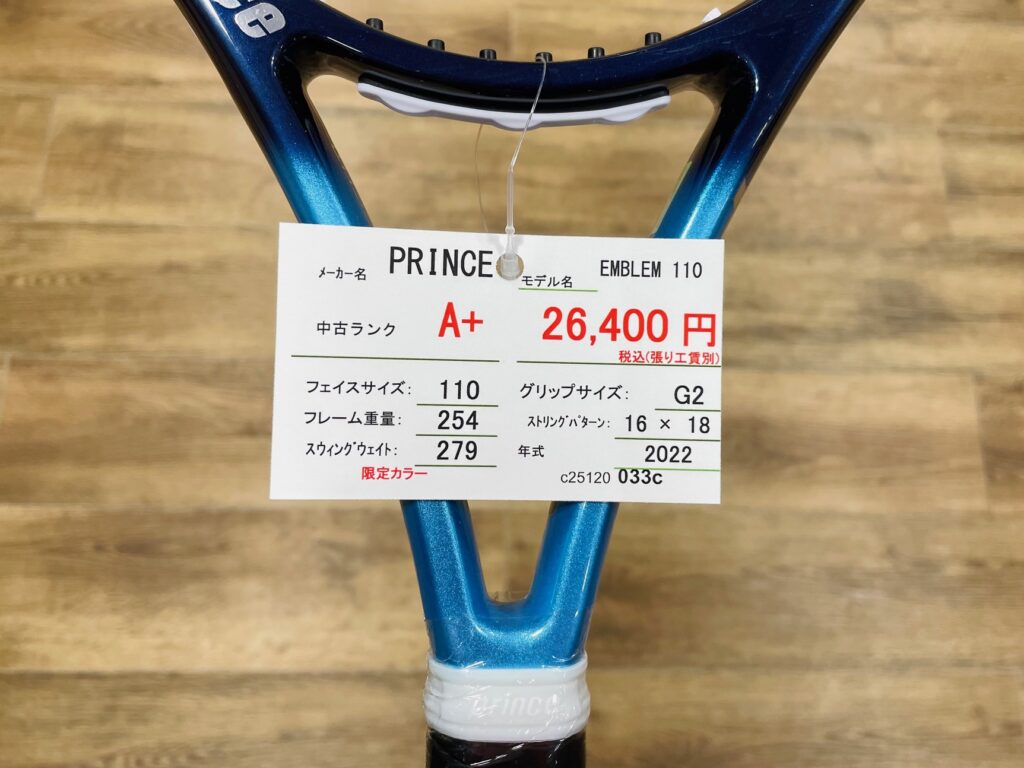 ce
メーカー名 PRINCE モデル名 EMBLEM 110
中古ランク A+ 26,400 円
税込(張り工賃別)
フェイスサイズ: 110 グリップサイズ: G2
フレーム重量: 254 ストリングパターン: 16 × 18
スウィングウェイト: 279 年式 2022
限定カラー c25120 033c
prince